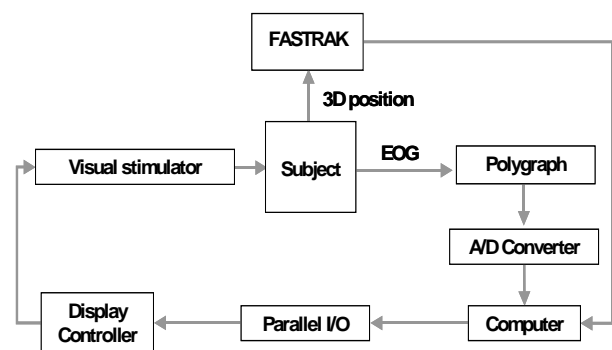 FASTRAK
3D position
Visual stimulator
Subject
EOG
Polygraph
A/D Converter
Display
Controller
Parallel I/O
Computer